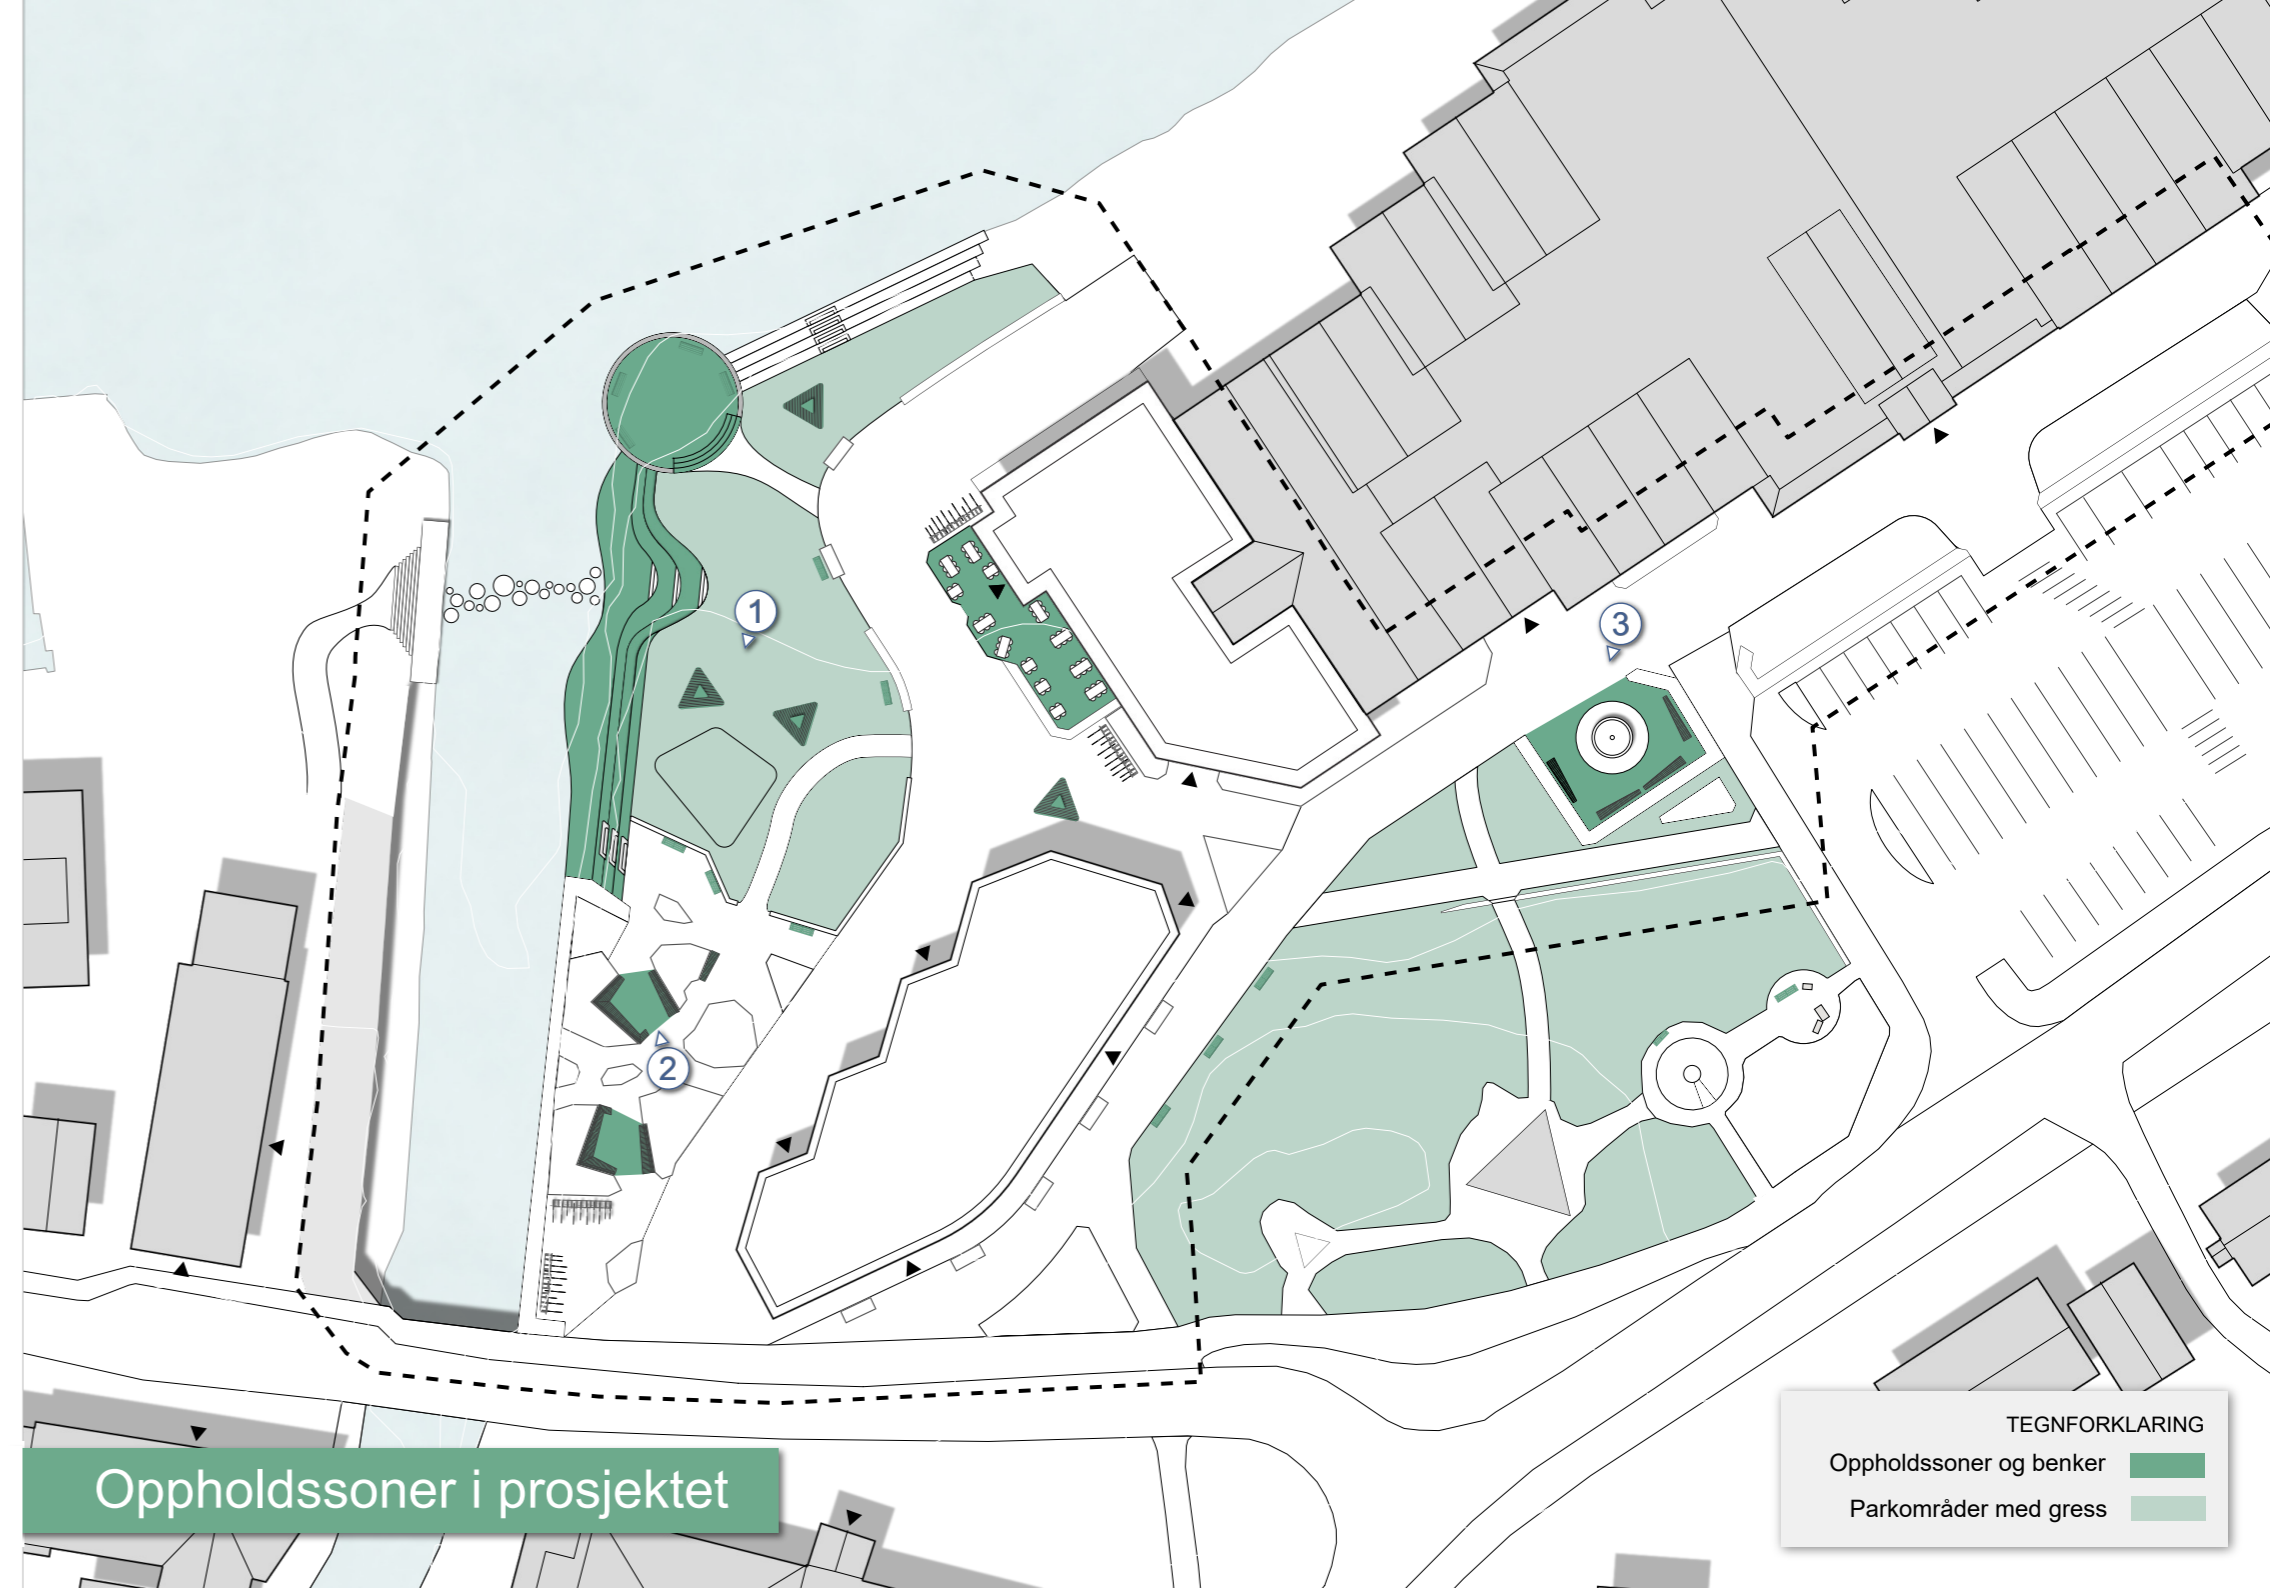 1
3
2
Oppholdssoner i prosjektet
TEGNFORKLARING
Oppholdssoner og benker
Parkområder med gress